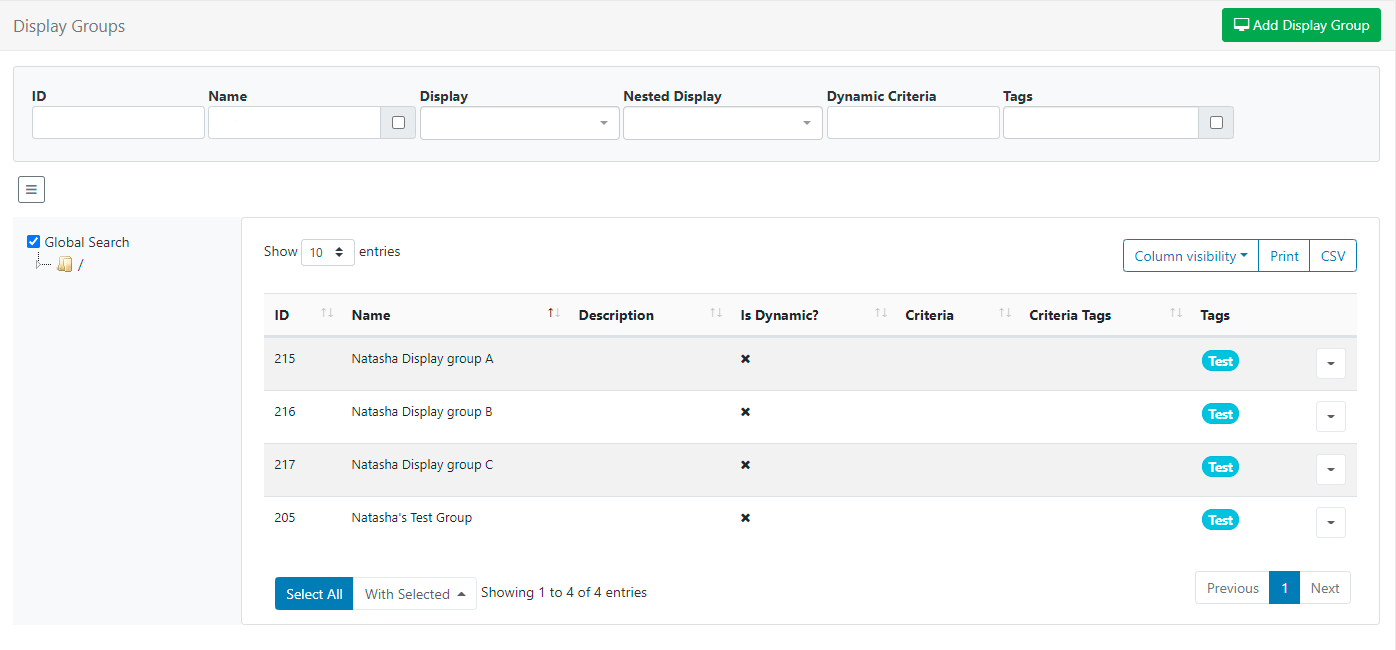 Display Groups
Add Display Group
ID Name Display Nested Display Dynamic Criteria Tags
Global Search
/
Show 10 entries
Column visibility Print CSV
ID Name Description Is Dynamic? Criteria Criteria Tags Tags
215 Natasha Display group A Test
216 Natasha Display group B Test
217 Natasha Display group C Test
205 Natasha's Test Group Test
Select All With Selected Showing 1 to 4 of 4 entries
Previous 1 Next